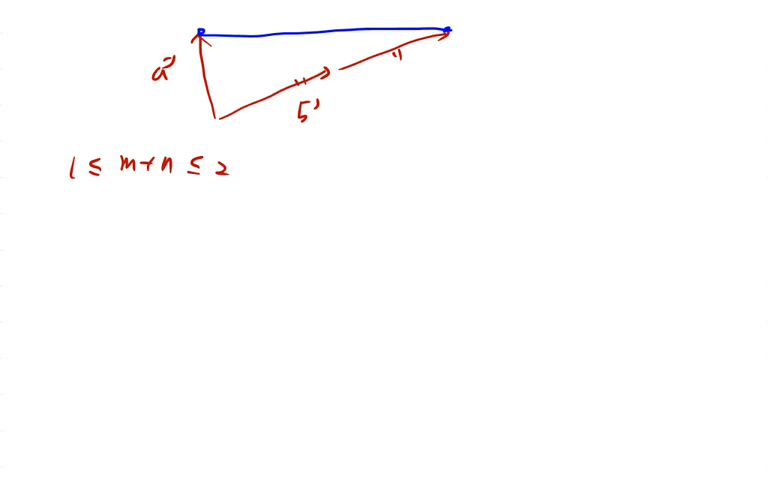 a⃗
b⃗
1 ≤ m+n ≤ 2